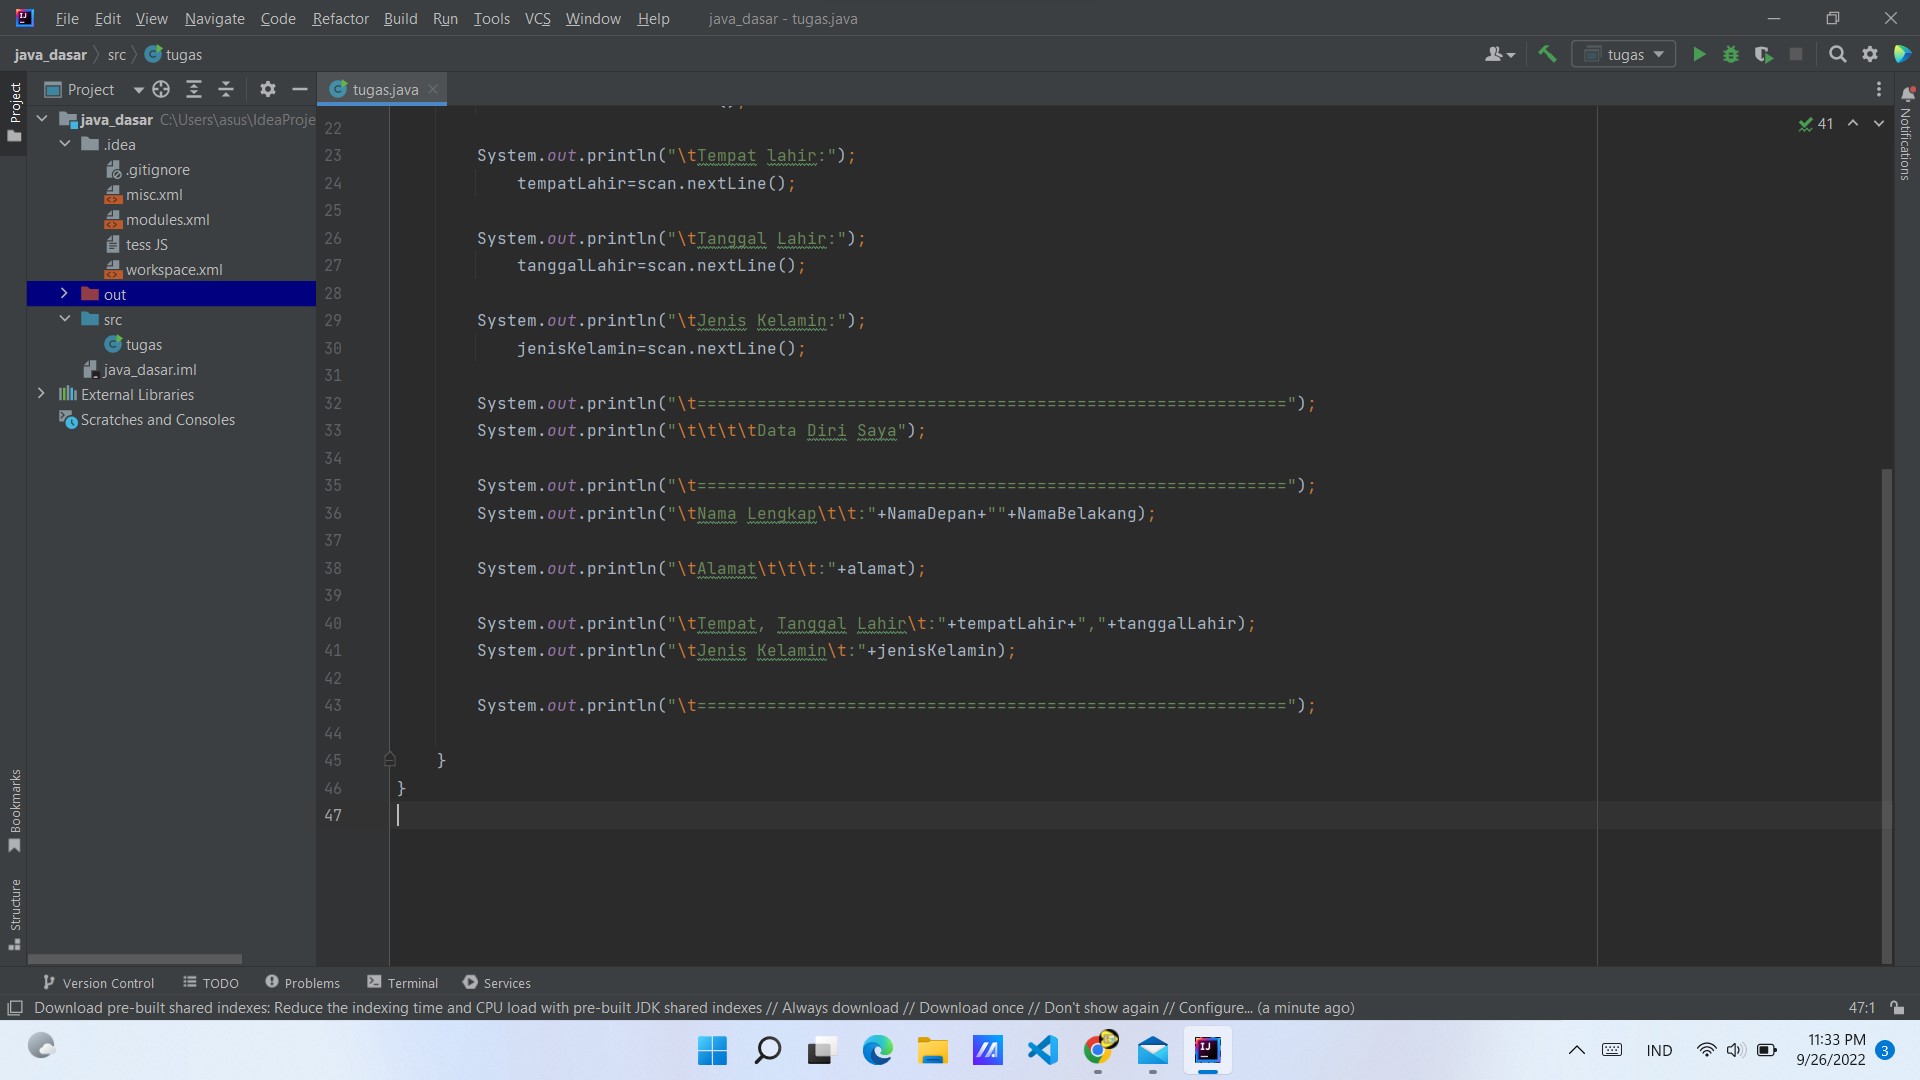 File Edit View Navigate Code Refactor Build Run Tools VCS Window Help java_dasar - tugas.java
java_dasar src tugas
tugas
Project
Project
tugas.java
java_dasar C:\Users\asus\IdeaProje
.idea
.gitignore
misc.xml
modules.xml
tess JS
workspace.xml
out
src
tugas
java_dasar.iml
External Libraries
Scratches and Consoles
Bookmarks
Structure
41
Notifications
22
23 System.out.println("\tTempat lahir:");
24 tempatLahir=scan.nextLine();
25
26 System.out.println("\tTanggal Lahir:");
27 tanggalLahir=scan.nextLine();
28
29 System.out.println("\tJenis Kelamin:");
30 jenisKelamin=scan.nextLine();
31
32 System.out.println("\t===========================================================");
33 System.out.println("\t\t\t\tData Diri Saya");
34
35 System.out.println("\t===========================================================");
36 System.out.println("\tNama Lengkap\t\t:"+NamaDepan+""+NamaBelakang);
37
38 System.out.println("\tAlamat\t\t\t:"+alamat);
39
40 System.out.println("\tTempat, Tanggal Lahir\t:"+tempatLahir+","+tanggalLahir);
41 System.out.println("\tJenis Kelamin\t:"+jenisKelamin);
42
43 System.out.println("\t===========================================================");
44
45 }
46 }
47
Version Control TODO Problems Terminal Services
Download pre-built shared indexes: Reduce the indexing time and CPU load with pre-built JDK shared indexes // Always download // Download once // Don't show again // Configure... (a minute ago) 47:1
IND
11:33 PM
9/26/2022
3